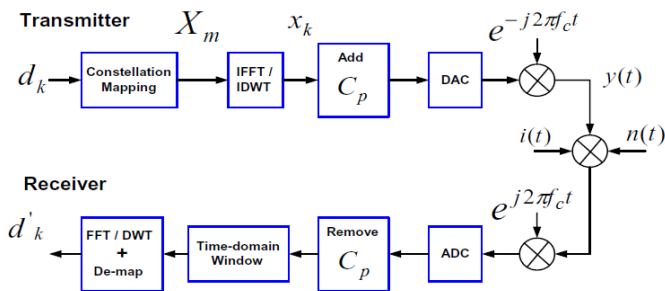 Transmitter
d_k
Constellation
Mapping
X_m
IFFT /
IDWT
x_k
Add
C_p
DAC
e^{-j2πf_c t}
y(t)
i(t)
n(t)
Receiver
d'_k
FFT / DWT
+
De-map
Time-domain
Window
Remove
C_p
ADC
e^{j2πf_c t}